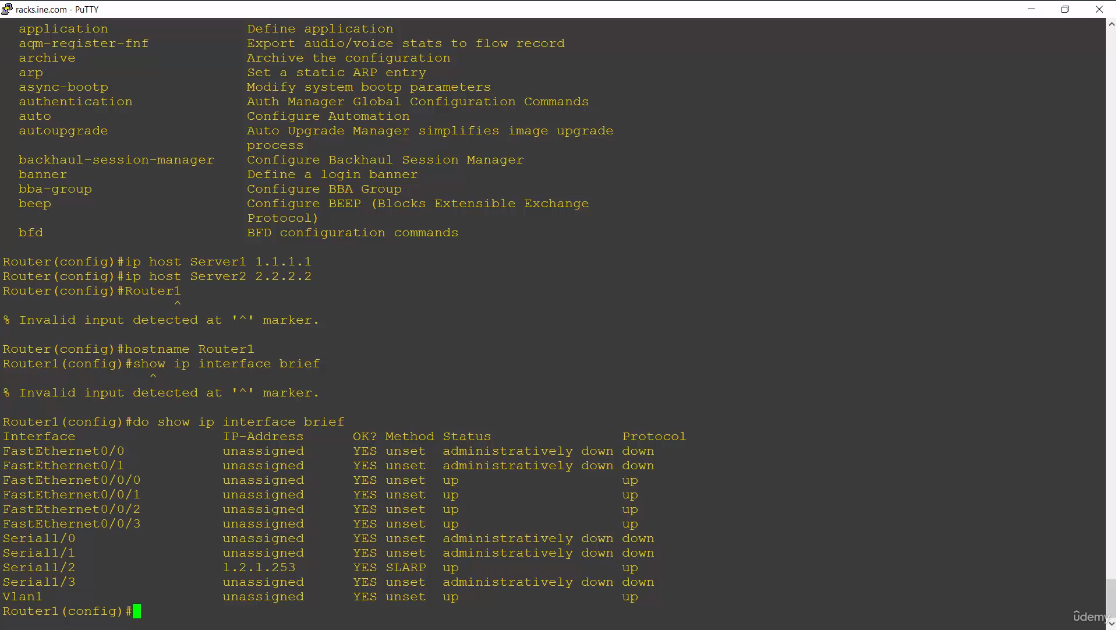 racks.ine.com - PuTTY
application Define application
aqm-register-fnf Export audio/voice stats to flow record
archive Archive the configuration
arp Set a static ARP entry
async-bootp Modify system bootp parameters
authentication Auth Manager Global Configuration Commands
auto Configure Automation
autoupgrade Auto Upgrade Manager simplifies image upgrade
process
backhaul-session-manager Configure Backhaul Session Manager
banner Define a login banner
bba-group Configure BBA Group
beep Configure BEEP (Blocks Extensible Exchange
Protocol)
bfd BFD configuration commands
Router(config)#ip host Server1 1.1.1.1
Router(config)#ip host Server2 2.2.2.2
Router(config)#Router1
^
% Invalid input detected at '^' marker.
Router(config)#hostname Router1
Router1(config)#show ip interface brief
^
% Invalid input detected at '^' marker.
Router1(config)#do show ip interface brief
Interface IP-Address OK? Method Status Protocol
FastEthernet0/0 unassigned YES unset administratively down down
FastEthernet0/1 unassigned YES unset administratively down down
FastEthernet0/0/0 unassigned YES unset up up
FastEthernet0/0/1 unassigned YES unset up up
FastEthernet0/0/2 unassigned YES unset up up
FastEthernet0/0/3 unassigned YES unset up up
Serial1/0 unassigned YES unset administratively down down
Serial1/1 unassigned YES unset administratively down down
Serial1/2 1.2.1.253 YES SLARP up up
Serial1/3 unassigned YES unset administratively down down
Vlan1 unassigned YES unset up up
Router1(config)#
udemy